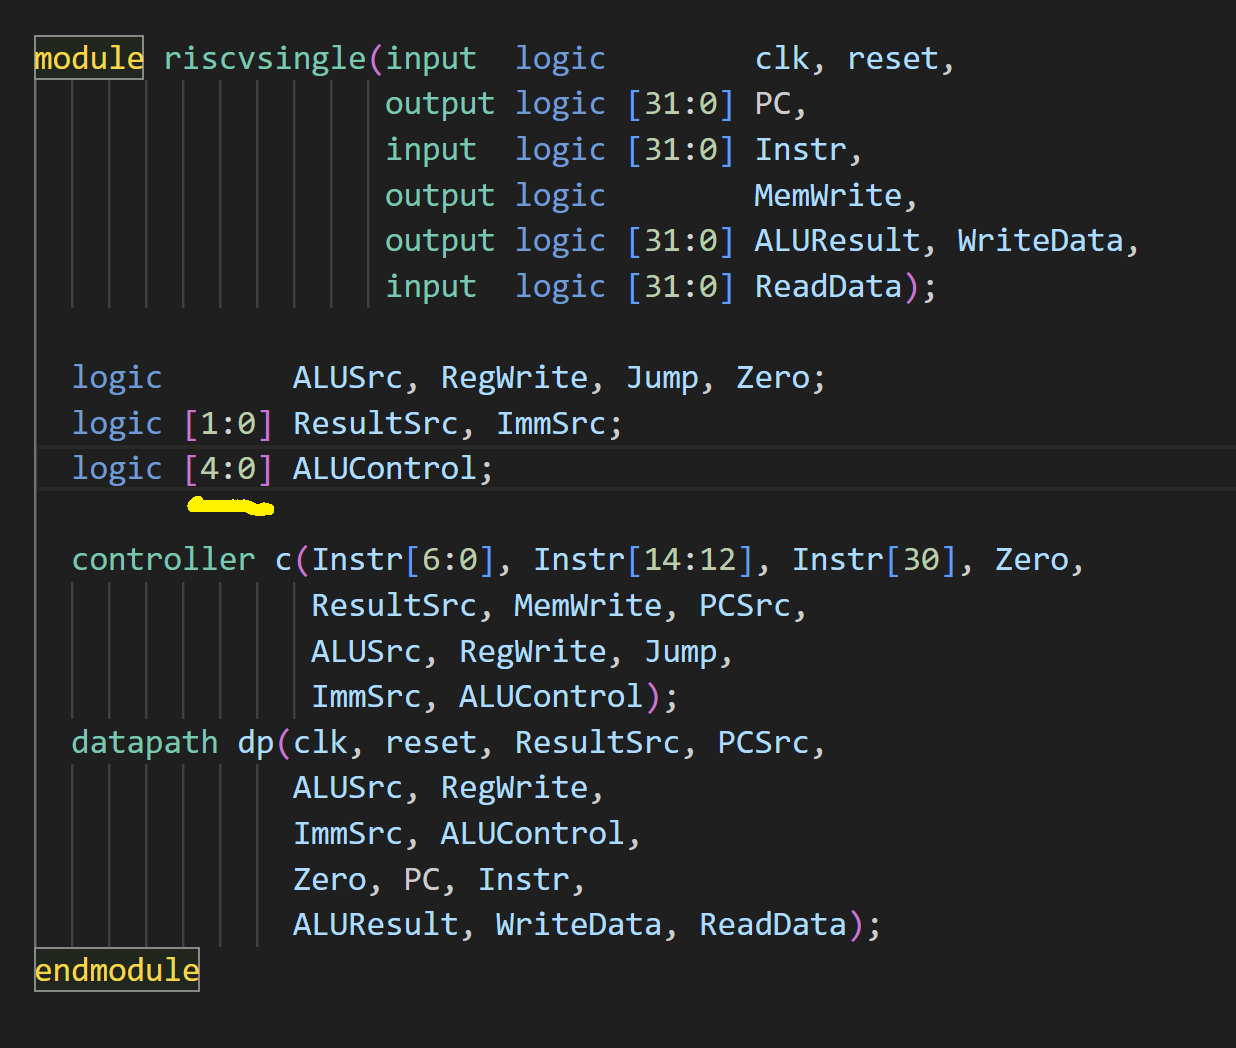 module riscvsingle(input  logic        clk, reset,
                   output logic [31:0] PC,
                   input  logic [31:0] Instr,
                   output logic        MemWrite,
                   output logic [31:0] ALUResult, WriteData,
                   input  logic [31:0] ReadData);
  logic       ALUSrc, RegWrite, Jump, Zero;
  logic [1:0] ResultSrc, ImmSrc;
  logic [4:0] ALUControl;
  controller c(Instr[6:0], Instr[14:12], Instr[30], Zero,
               ResultSrc, MemWrite, PCSrc,
               ALUSrc, RegWrite, Jump,
               ImmSrc, ALUControl);
  datapath dp(clk, reset, ResultSrc, PCSrc,
              ALUSrc, RegWrite,
              ImmSrc, ALUControl,
              Zero, PC, Instr,
              ALUResult, WriteData, ReadData);
endmodule